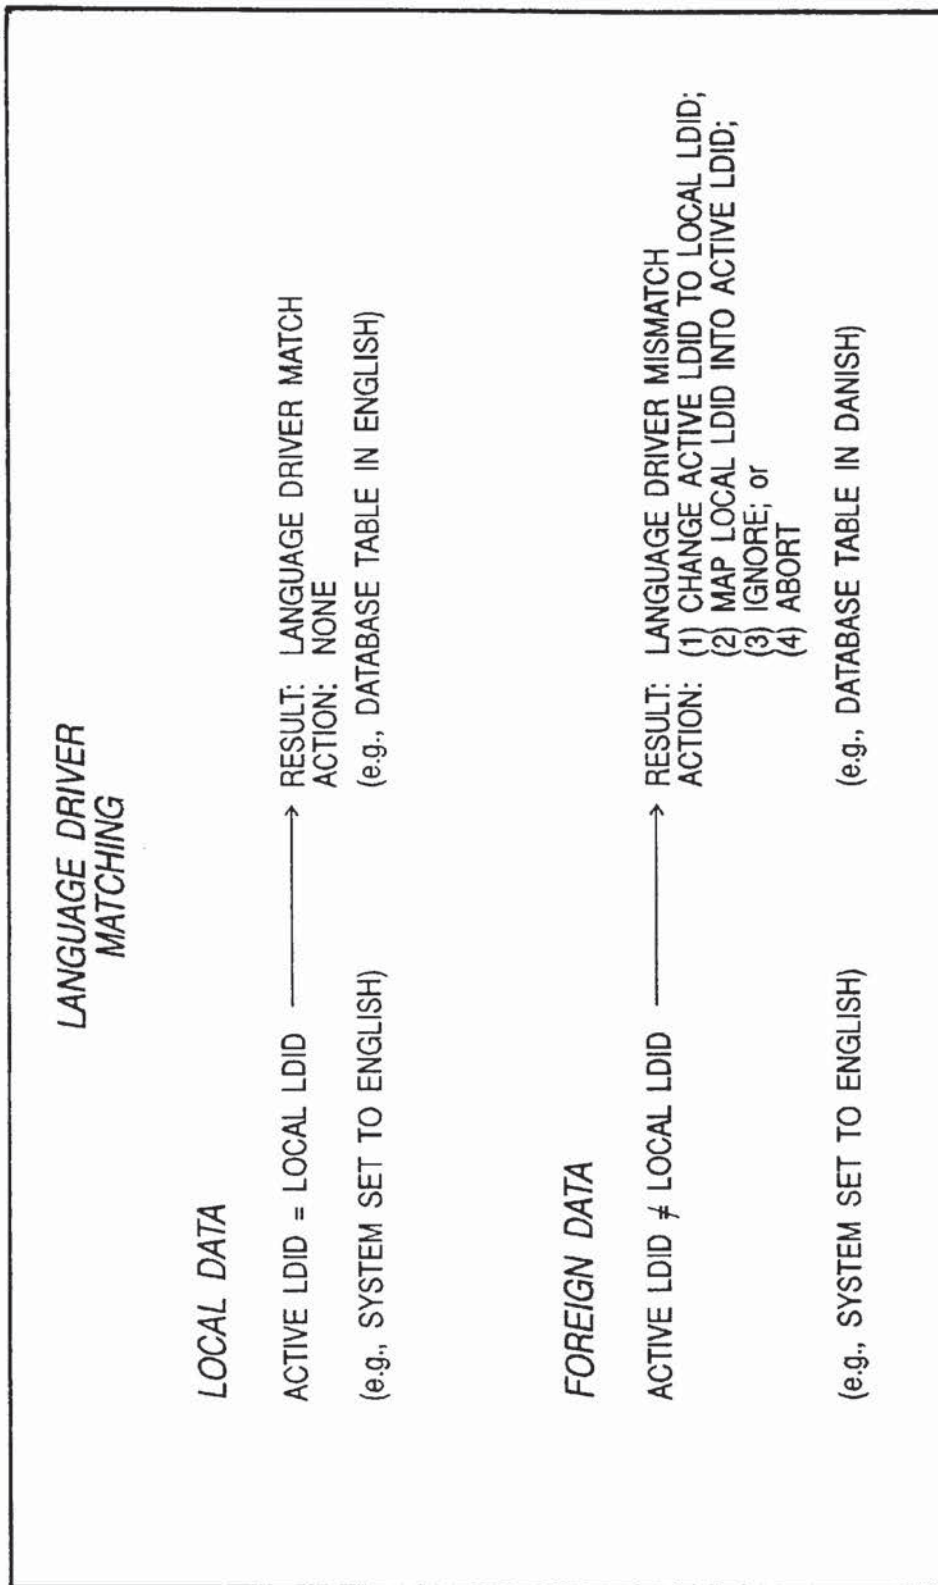 LANGUAGE DRIVER
MATCHING
LOCAL DATA
ACTIVE LDID = LOCAL LDID ⟶ RESULT: LANGUAGE DRIVER MATCH
ACTION: NONE
(e.g., SYSTEM SET TO ENGLISH) (e.g., DATABASE TABLE IN ENGLISH)
FOREIGN DATA
ACTIVE LDID ≠ LOCAL LDID ⟶ RESULT: LANGUAGE DRIVER MISMATCH
ACTION: (1) CHANGE ACTIVE LDID TO LOCAL LDID;
(2) MAP LOCAL LDID INTO ACTIVE LDID;
(3) IGNORE; or
(4) ABORT
(e.g., SYSTEM SET TO ENGLISH) (e.g., DATABASE TABLE IN DANISH)